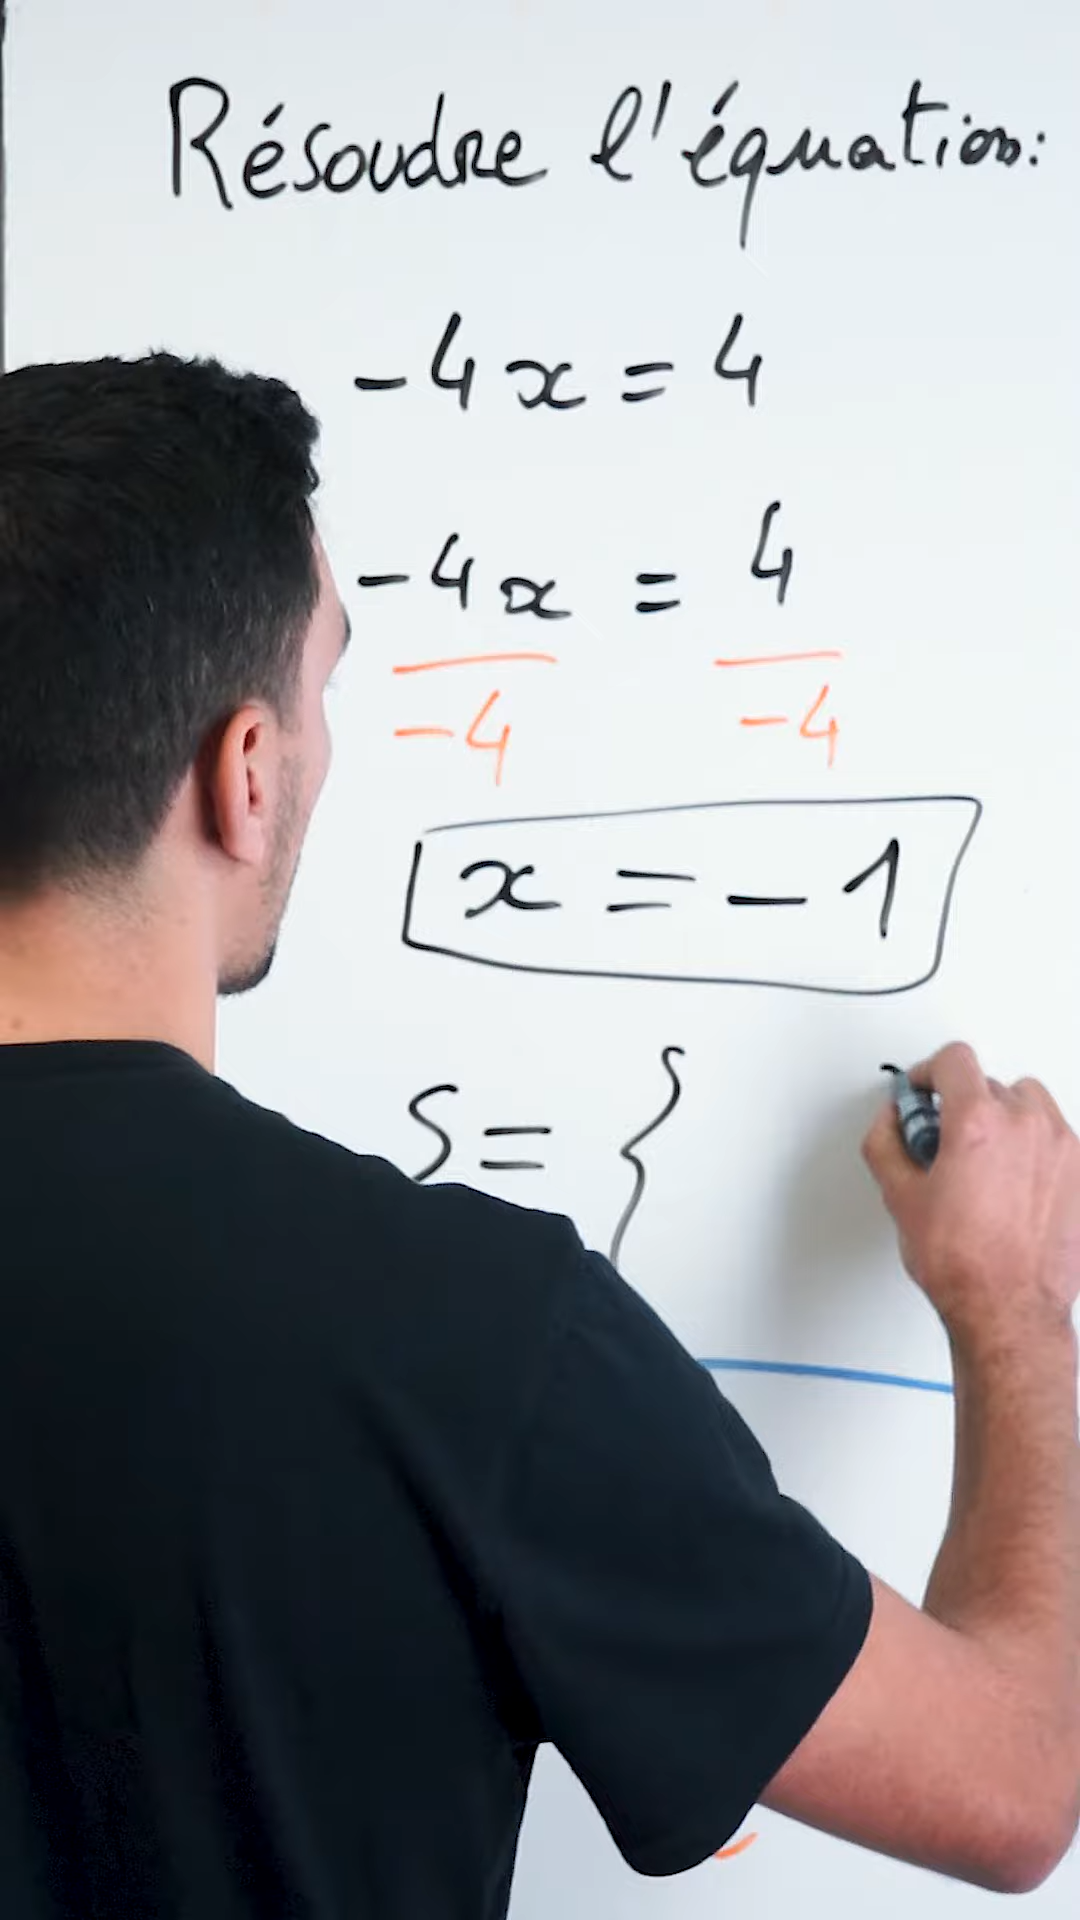 Résoudre l'équation:
-4x = 4
-4x = 4
-4 -4
x = -1
S = {